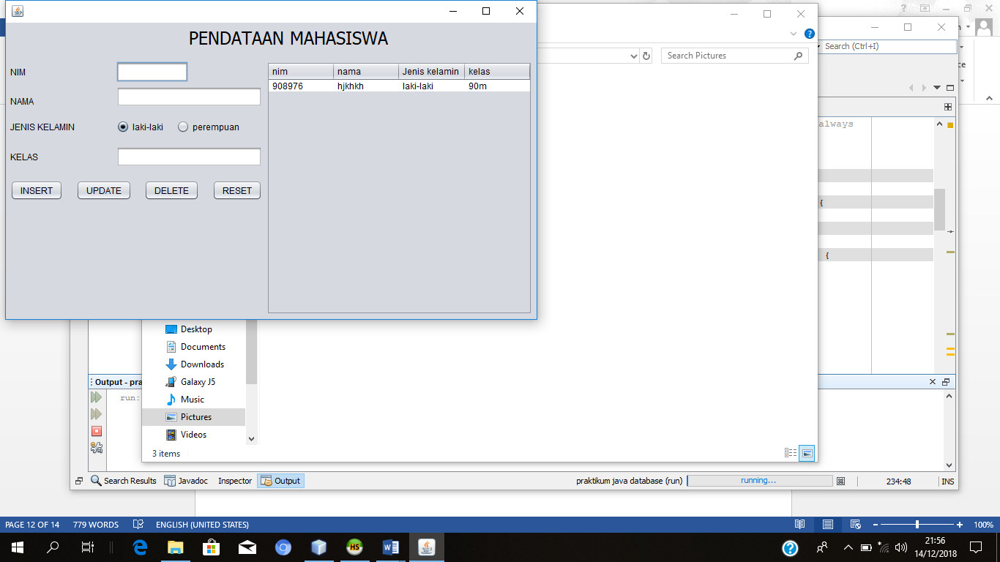 PENDATAAN MAHASISWA
NIM
NAMA
JENIS KELAMIN
laki-laki
perempuan
KELAS
INSERT
UPDATE
DELETE
RESET
nim nama Jenis kelamin kelas
908976 hjkhkh laki-laki 90m
Search Pictures
Search (Ctrl+I)
always
{
{
Desktop
Documents
Downloads
Galaxy J5
Music
Pictures
Videos
3 items
Output - pra
run:
Search Results
Javadoc
Inspector
Output
praktikum java database (run)
running...
234:48
INS
PAGE 12 OF 14
779 WORDS
ENGLISH (UNITED STATES)
100%
HS
21:56
14/12/2018